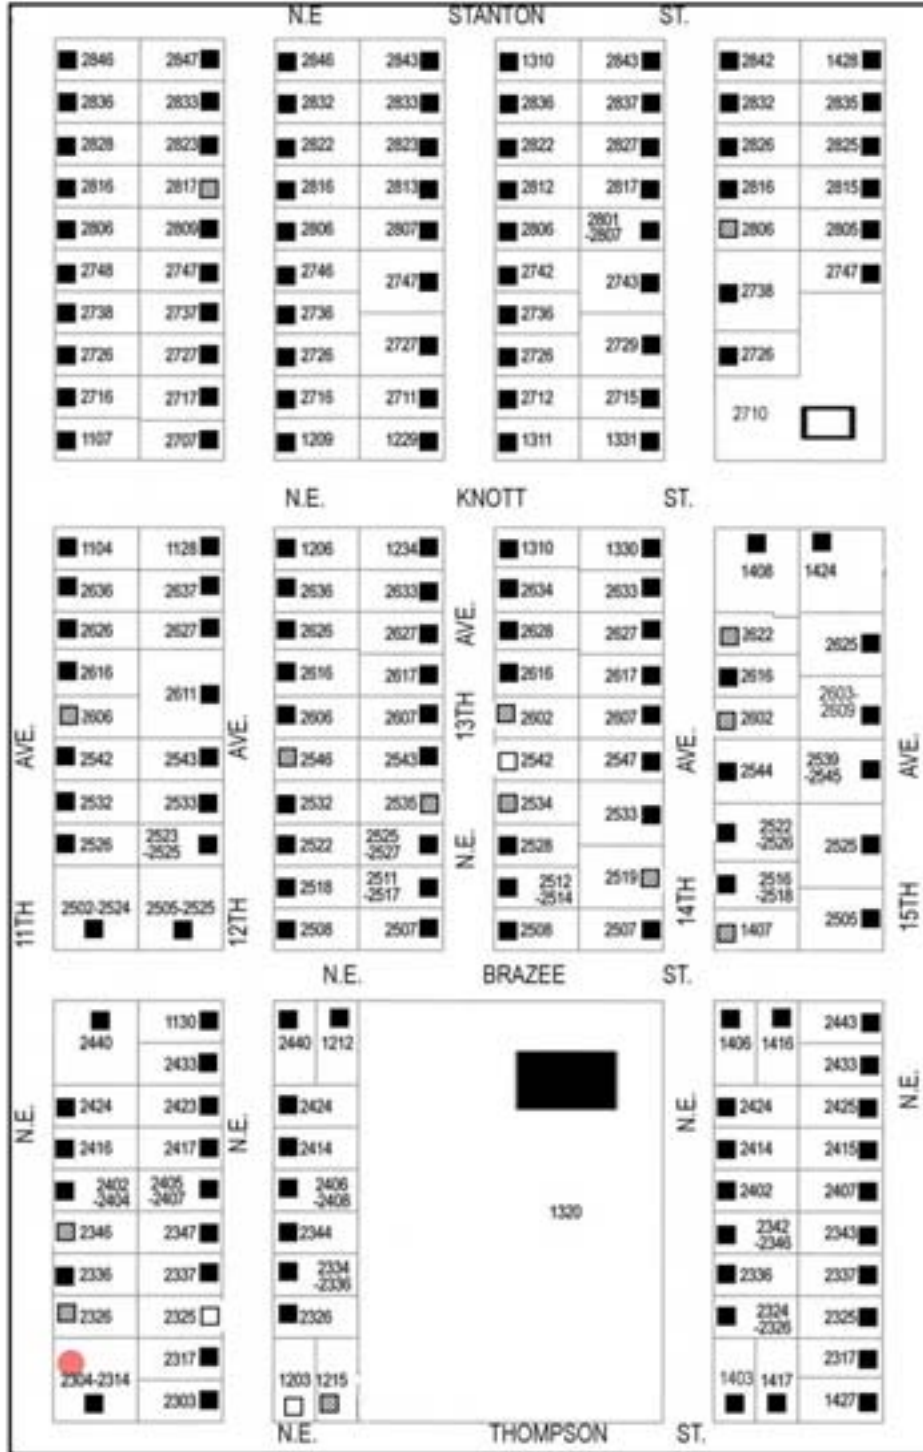 N.E STANTON ST.
2846 2847 2846 2843 1310 2843 2842 1428
2836 2833 2832 2833 2836 2837 2832 2835
2828 2823 2822 2823 2822 2827 2826 2825
2816 2817 2816 2813 2812 2817 2816 2815
2806 2809 2806 2807 2806 2801 -2807 2806 2805
2748 2747 2746 2747 2742 2743 2738 2747
2738 2737 2736 2736
2726 2727 2726 2727 2726 2729 2726
2716 2717 2716 2711 2712 2715 2710
1107 2707 1209 1229 1311 1331
N.E. KNOTT ST.
1104 1128 1206 1234 1310 1330 1408 1424
2636 2637 2636 2633 2634 2633
2626 2627 2626 2627 2628 2627 2622 2625
2616 2611 2616 2617 2616 2617 2616 2603-
2609
2606 2606 2607 2602 2607 2602
2542 2543 2546 2543 2542 2547 2544 2539
-2545
2532 2533 2532 2535 2534 2533
2526 2523 -2525 2522 2525 -2527 2528 2522 -2526 2525
2502-2524 2505-2525 2518 2511 -2517 2512 -2514 2519 2516 -2518
2508 2507 2508 2507 1407 2505
11TH AVE.
12TH AVE.
N.E. 13TH AVE.
14TH AVE.
15TH AVE.
N.E. BRAZEE ST.
2440 1130 2440 1212 1406 1416 2443
2433 2433
2424 2423 2424 2424 2425
2416 2417 2414 2414 2415
2402 -2404 2405 -2407 2406 -2408 2402 2407
2346 2347 2344 1320 2342 -2346 2343
2336 2337 2334 -2336 2336 2337
2326 2325 2326 2324 -2326 2325
2304-2314 2317 1203 1215 1403 1417 2317
2303 1427
N.E.
N.E.
N.E.
N.E.
N.E. THOMPSON ST.